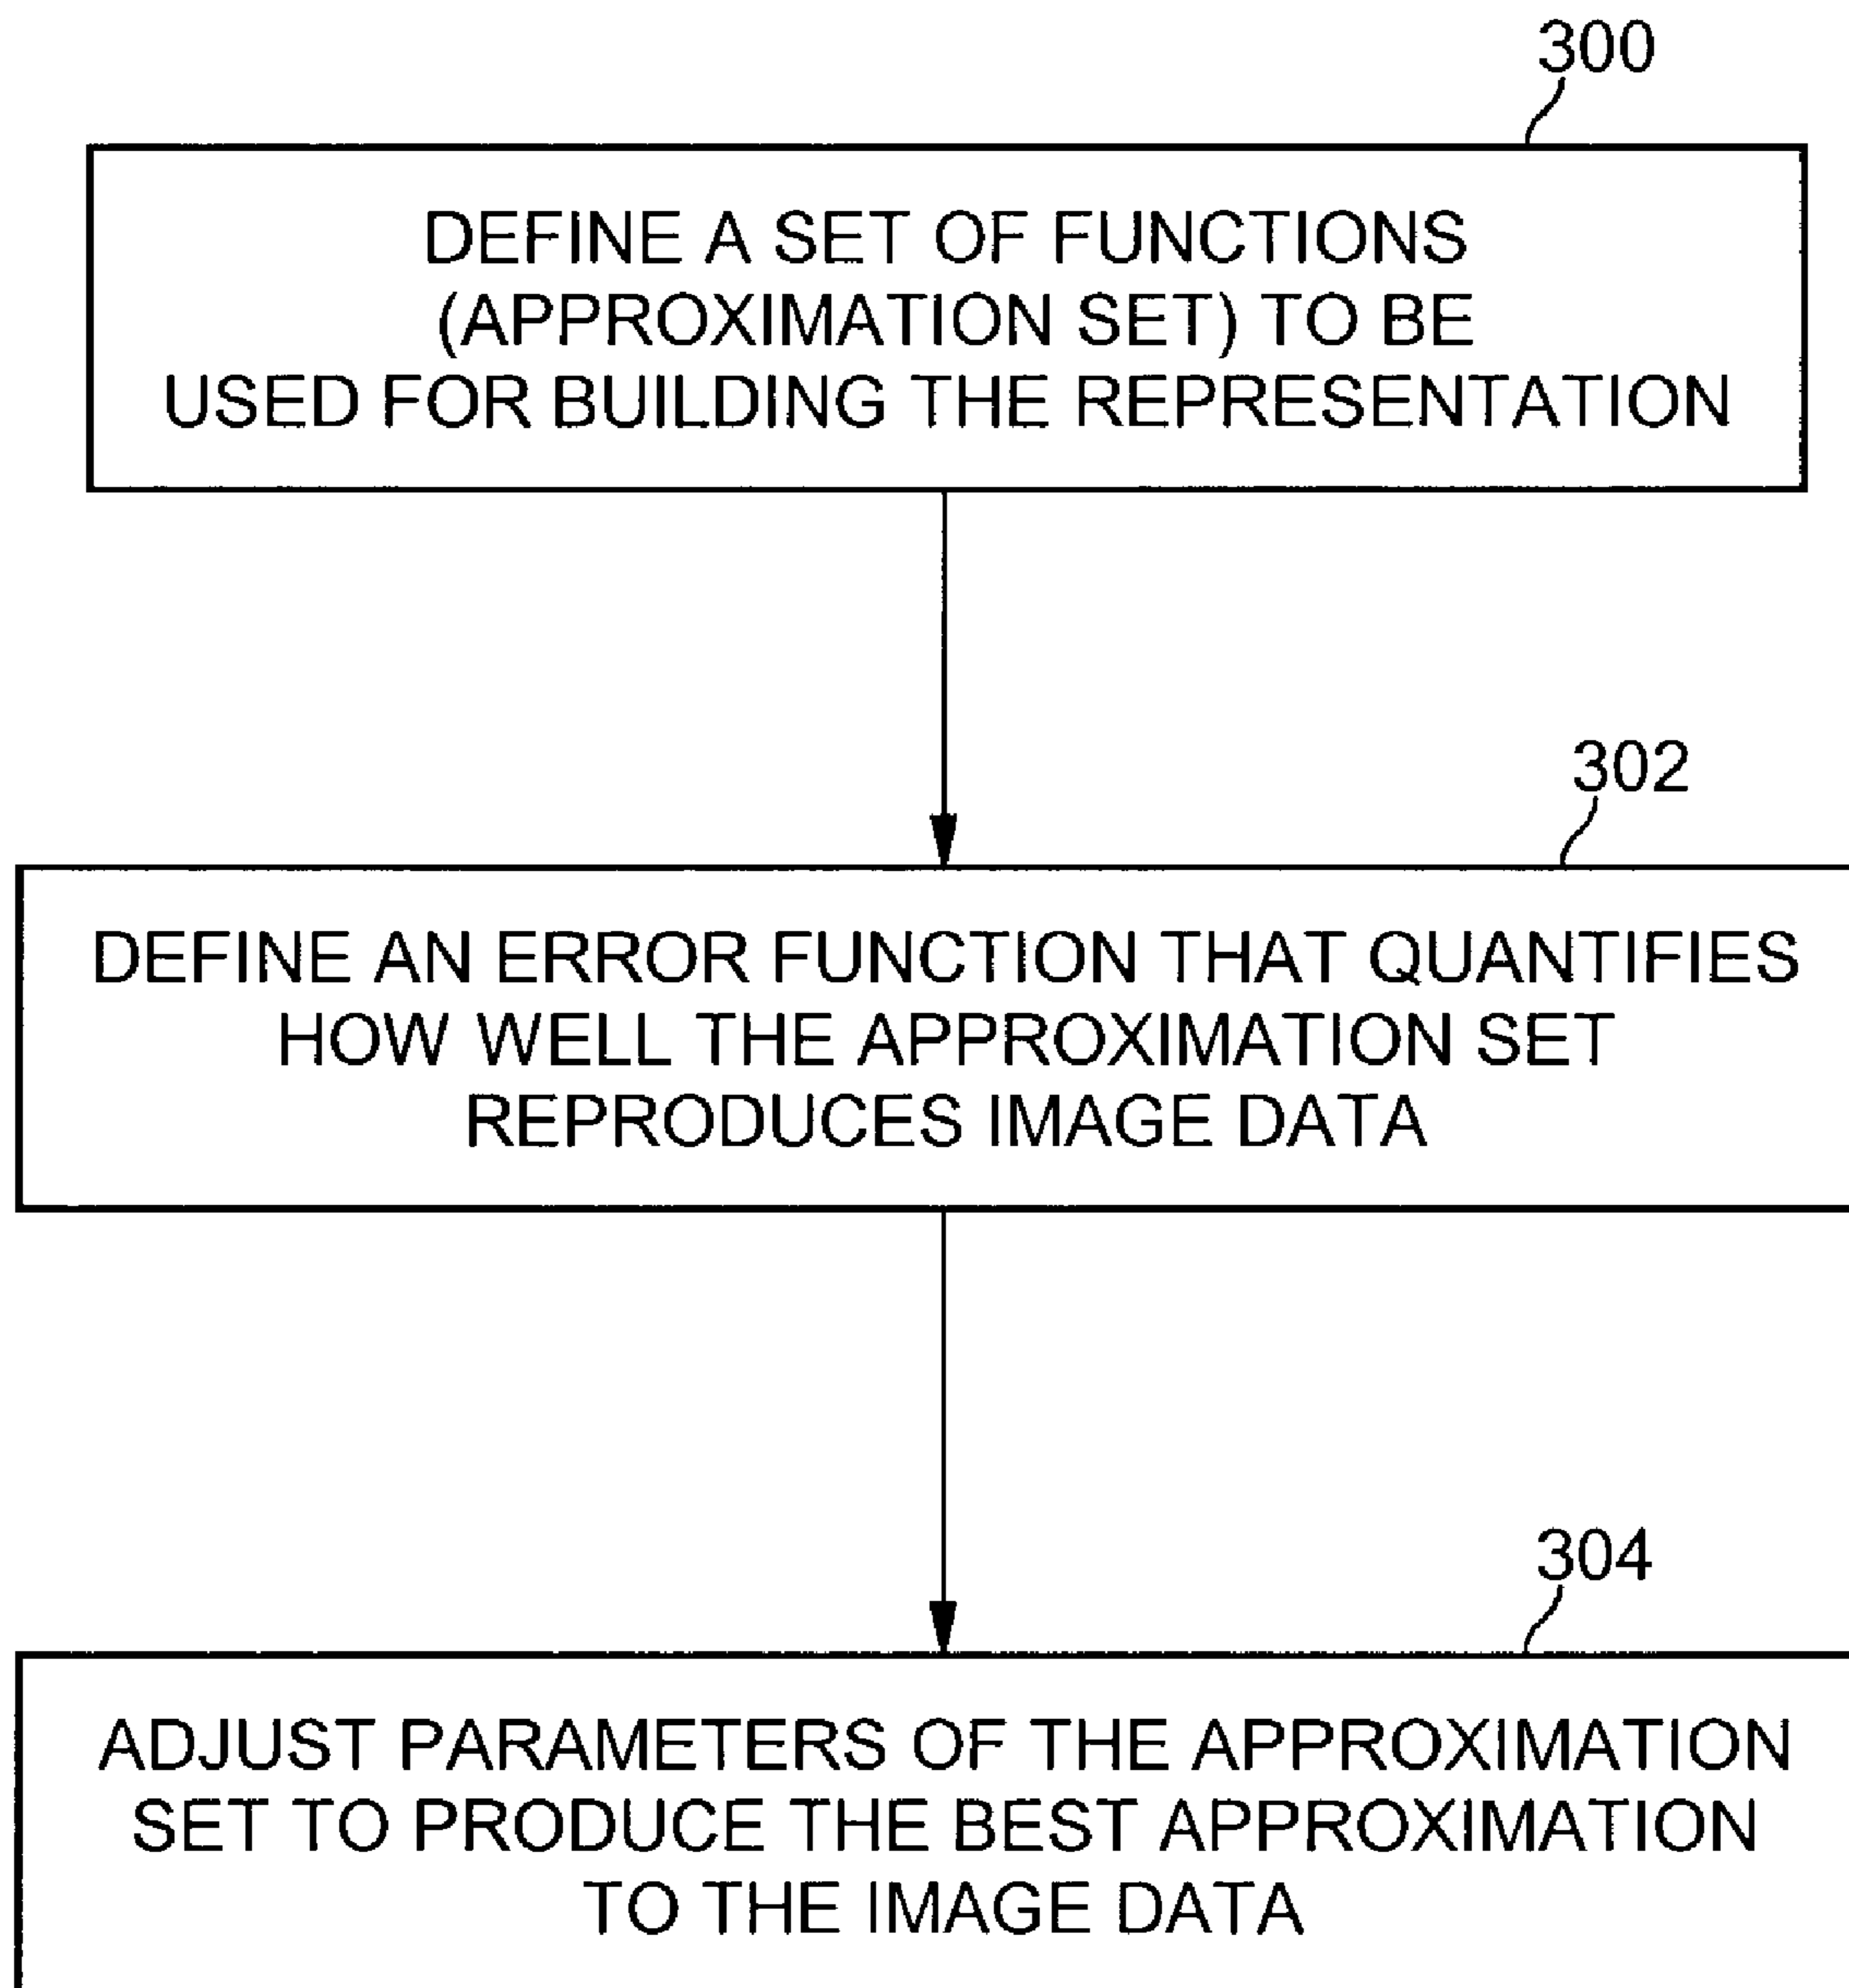 300
DEFINE A SET OF FUNCTIONS
(APPROXIMATION SET) TO BE
USED FOR BUILDING THE REPRESENTATION
302
DEFINE AN ERROR FUNCTION THAT QUANTIFIES
HOW WELL THE APPROXIMATION SET
REPRODUCES IMAGE DATA
304
ADJUST PARAMETERS OF THE APPROXIMATION
SET TO PRODUCE THE BEST APPROXIMATION
TO THE IMAGE DATA